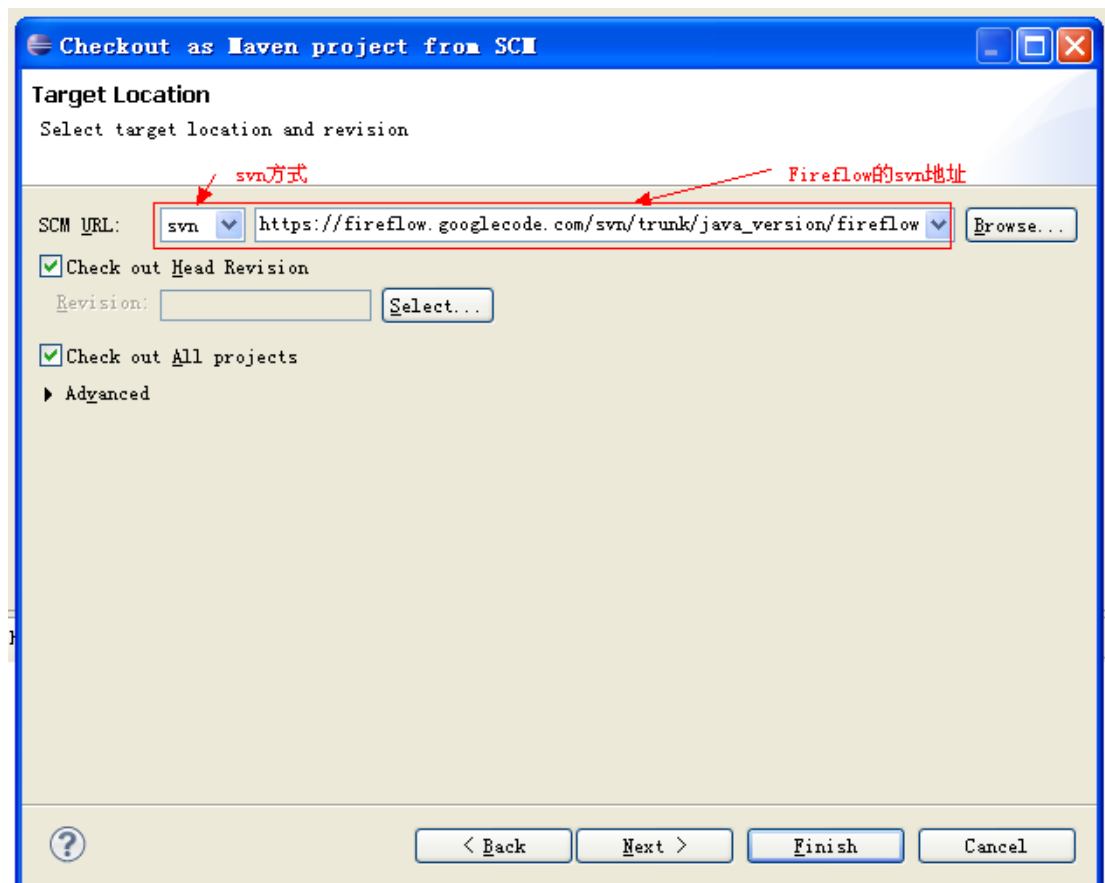 Checkout as Maven project from SCM
Target Location
Select target location and revision
svn方式 Fireflow的svn地址
SCM URL: svn https://fireflow.googlecode.com/svn/trunk/java_version/fireflow Browse...
Check out Head Revision
Revision: Select...
Check out All projects
Advanced
? < Back Next > Finish Cancel